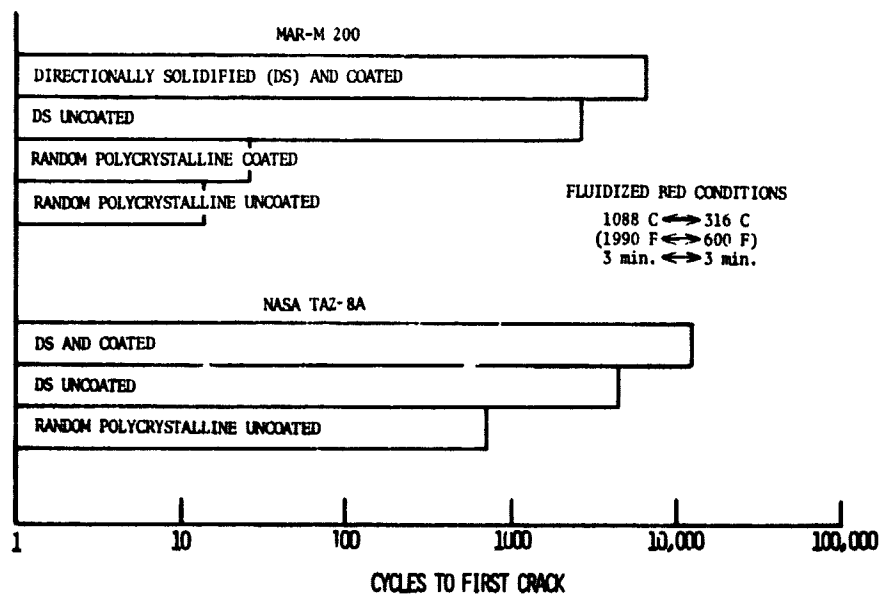 MAR-M 200
DIRECTIONALLY SOLIDIFIED (DS) AND COATED
DS UNCOATED
RANDOM POLYCRYSTALLINE COATED
RANDOM POLYCRYSTALLINE UNCOATED
FLUIDIZED RED CONDITIONS
1088 C ↔ 316 C
(1990 F ↔ 600 F)
3 min. ↔ 3 min.
NASA TAZ-8A
DS AND COATED
DS UNCOATED
RANDOM POLYCRYSTALLINE UNCOATED
1 10 100 1000 10,000 100,000
CYCLES TO FIRST CRACK